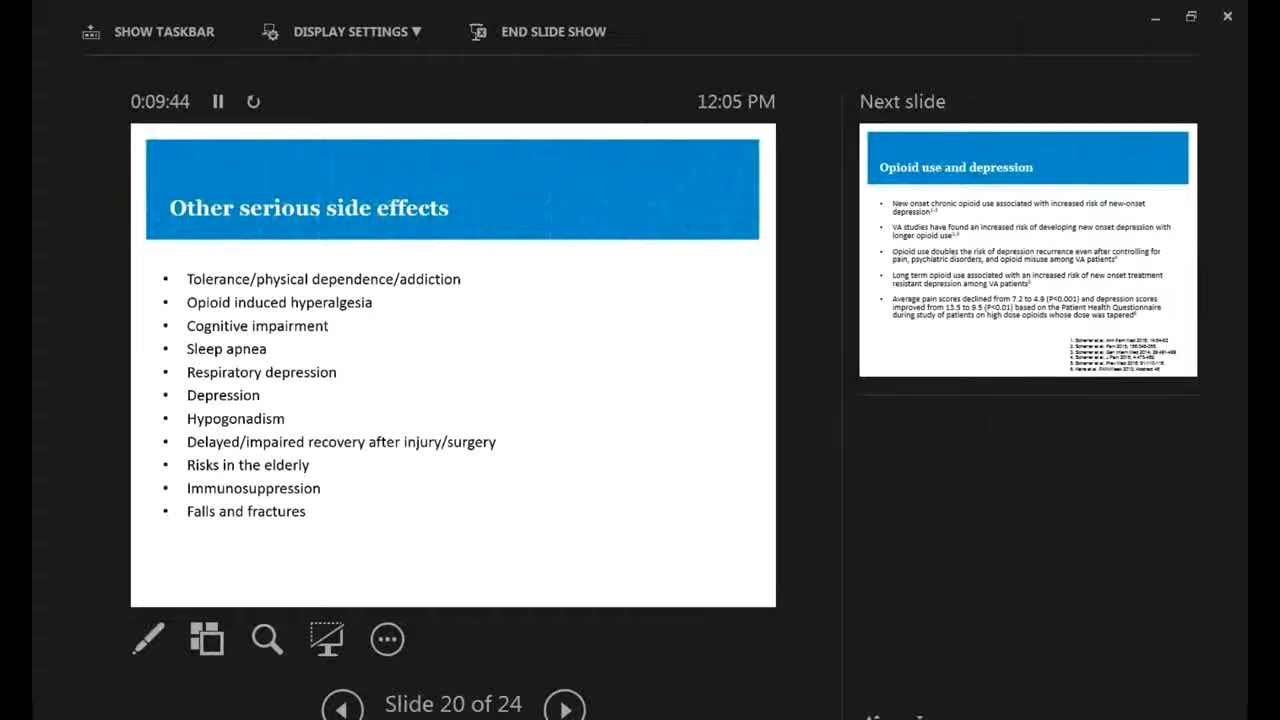 SHOW TASKBAR
DISPLAY SETTINGS ▼
END SLIDE SHOW
0:09:44
12:05 PM
Other serious side effects
• Tolerance/physical dependence/addiction
• Opioid induced hyperalgesia
• Cognitive impairment
• Sleep apnea
• Respiratory depression
• Depression
• Hypogonadism
• Delayed/impaired recovery after injury/surgery
• Risks in the elderly
• Immunosuppression
• Falls and fractures
Slide 20 of 24
Next slide
Opioid use and depression
• New onset chronic opioid use associated with increased risk of new-onset
depression
• VA studies have found an increased risk of developing new onset depression with
longer opioid use
• Opioid use doubles the risk of depression recurrence even after controlling for
pain, psychiatric disorders, and opioid misuse among VA patients
• Long term opioid use associated with an increased risk of new onset treatment
resistant depression among VA patients
• Average pain scores declined from 7.2 to 4.9 (P<0.001) and depression scores
improved from 13.5 to 9.5 (P<0.01) based on the Patient Health Questionnaire
during study of patients on high dose opioids whose dose was tapered